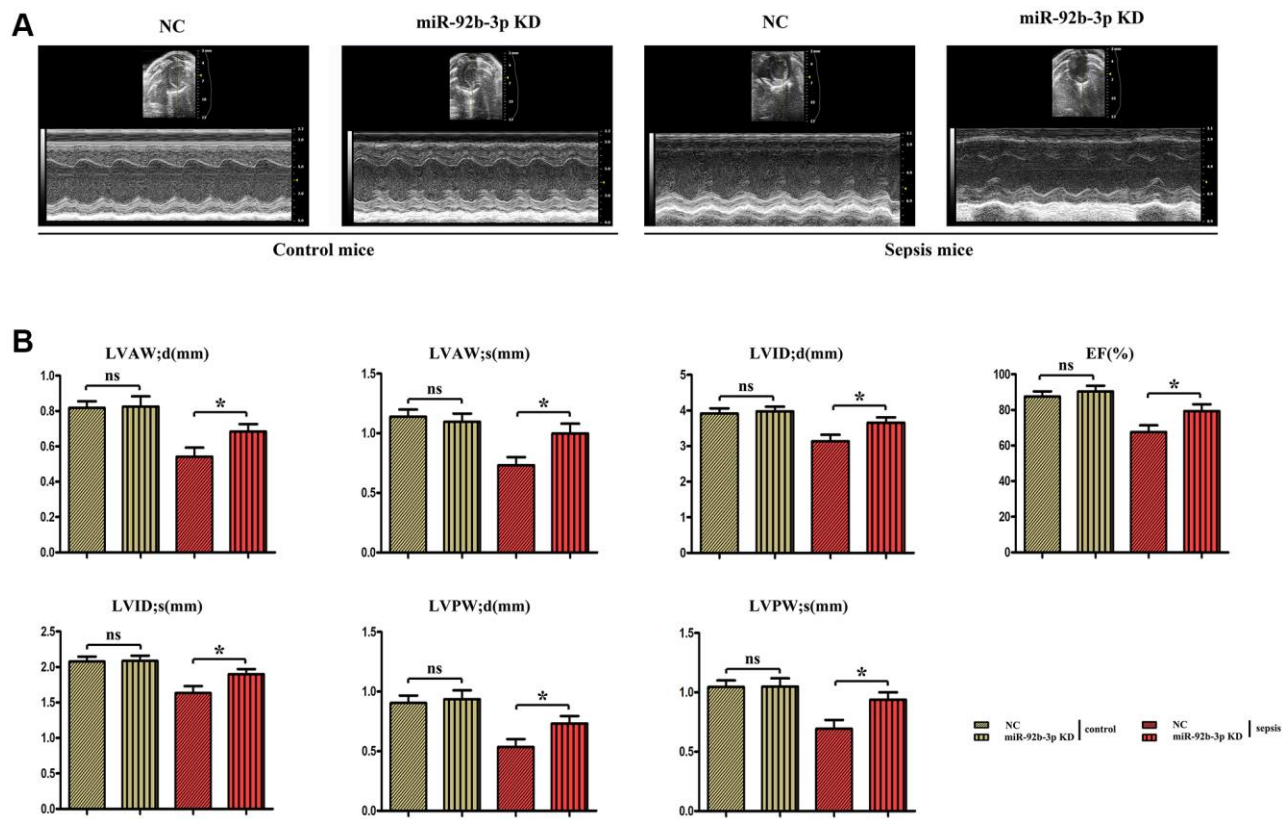 A
NC
miR-92b-3p KD
NC
miR-92b-3p KD
Control mice
Sepsis mice
B
LVAW;d(mm)
1.0
0.8
0.6
0.4
0.2
0.0
ns
*
LVAW;s(mm)
1.5
1.0
0.5
0.0
ns
*
LVID;d(mm)
5
4
3
2
1
0
ns
*
EF(%)
100
80
60
40
20
0
ns
*
LVID;s(mm)
2.5
2.0
1.5
1.0
0.5
0.0
ns
*
LVPW;d(mm)
1.5
1.0
0.5
0.0
ns
*
LVPW;s(mm)
1.5
1.0
0.5
0.0
ns
*
NC
miR-92b-3p KD
control
NC
miR-92b-3p KD
sepsis